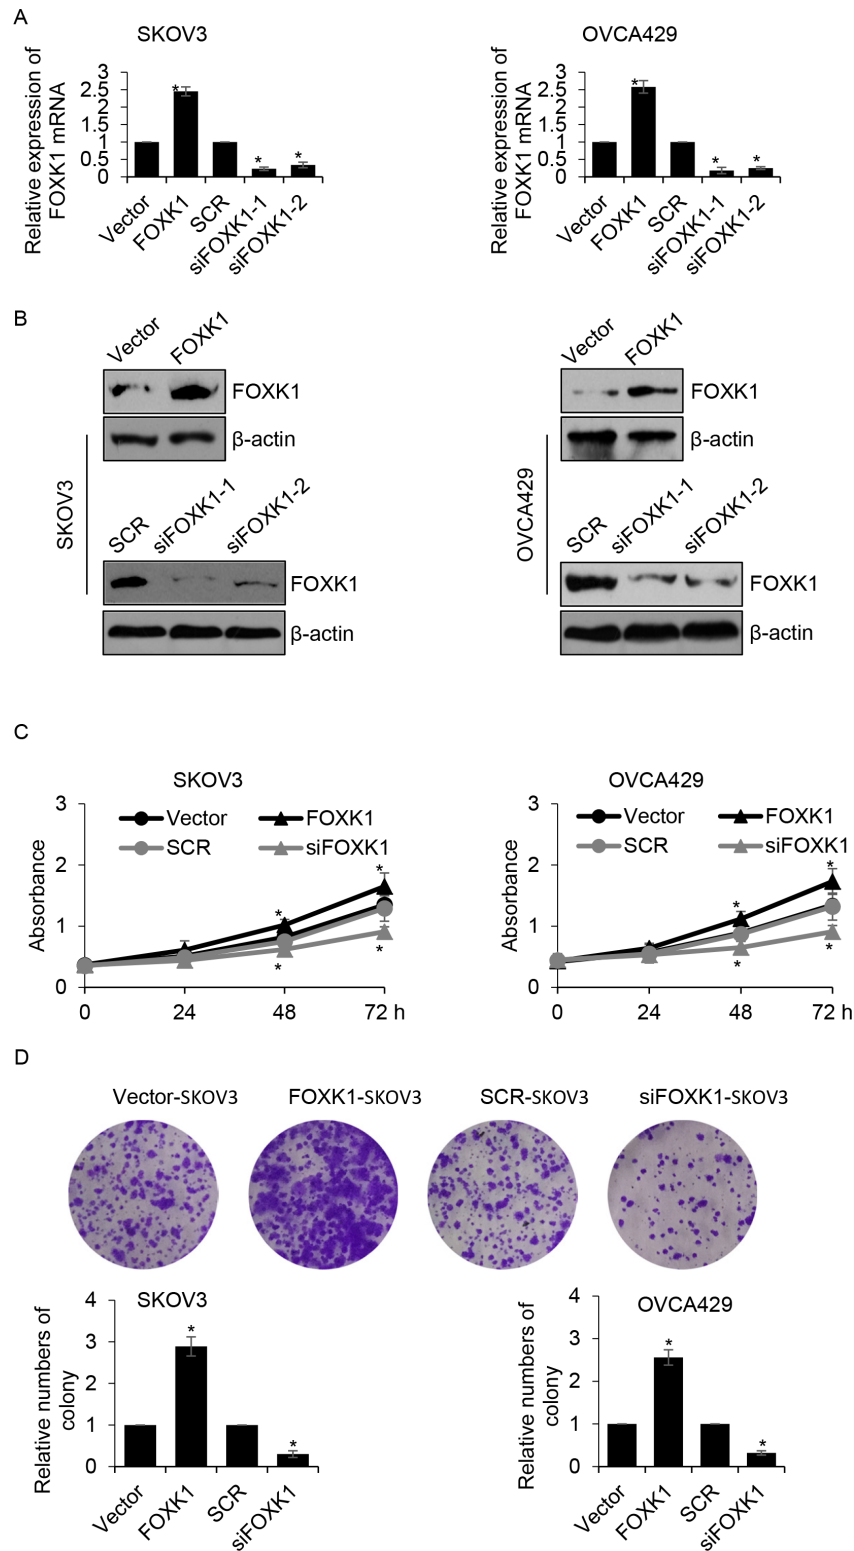 A
SKOV3
OVCA429
Relative expression of
FOXK1 mRNA
3
2.5
2
1.5
1
0.5
0
*
*
*
Vector
FOXK1
SCR
siFOXK1-1
siFOXK1-2
Relative expression of
FOXK1 mRNA
3
2.5
2
1.5
1
0.5
0
*
*
*
Vector
FOXK1
SCR
siFOXK1-1
siFOXK1-2
B
SKOV3
Vector
FOXK1
FOXK1
β-actin
SCR
siFOXK1-1
siFOXK1-2
FOXK1
β-actin
OVCA429
Vector
FOXK1
FOXK1
β-actin
SCR
siFOXK1-1
siFOXK1-2
FOXK1
β-actin
C
SKOV3
Absorbance
3
2
1
0
Vector
FOXK1
SCR
siFOXK1
*
*
*
*
0 24 48 72 h
OVCA429
Absorbance
3
2
1
0
Vector
FOXK1
SCR
siFOXK1
*
*
*
*
0 24 48 72 h
D
Vector-SKOV3
FOXK1-SKOV3
SCR-SKOV3
siFOXK1-SKOV3
SKOV3
Relative numbers of
colony
4
3
2
1
0
*
*
Vector
FOXK1
SCR
siFOXK1
OVCA429
Relative numbers of
colony
4
3
2
1
0
*
*
Vector
FOXK1
SCR
siFOXK1